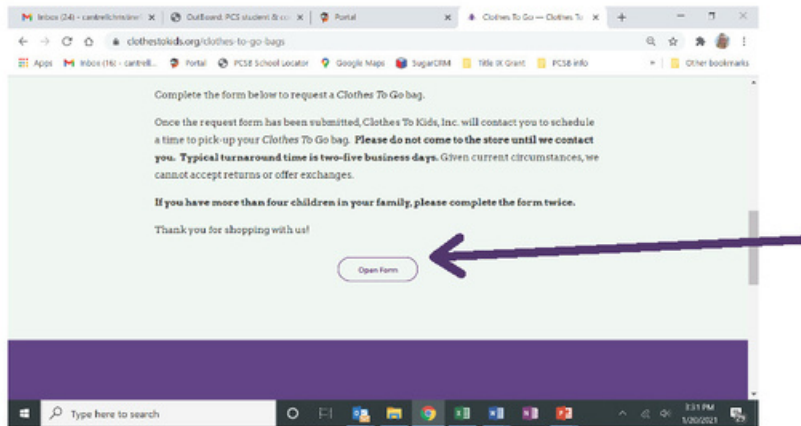 Inbox (24) - cantrellchristine
OutBound PCS student &
Portal
Clothes To Go — Clothes To
clothestokids.org/clothes-to-go-bags
Apps Inbox (16) - cantrell... Portal PCSB School Locator Google Maps SugarCRM Title IX Grant PCSB info Other bookmarks
Complete the form below to request a Clothes To Go bag.
Once the request form has been submitted, Clothes To Kids, Inc. will contact you to schedule
a time to pick-up your Clothes To Go bag. Please do not come to the store until we contact
you. Typical turnaround time is two-five business days. Given current circumstances, we
cannot accept returns or offer exchanges.
If you have more than four children in your family, please complete the form twice.
Thank you for shopping with us!
Open Form
Type here to search
3:31 PM
1/20/2021